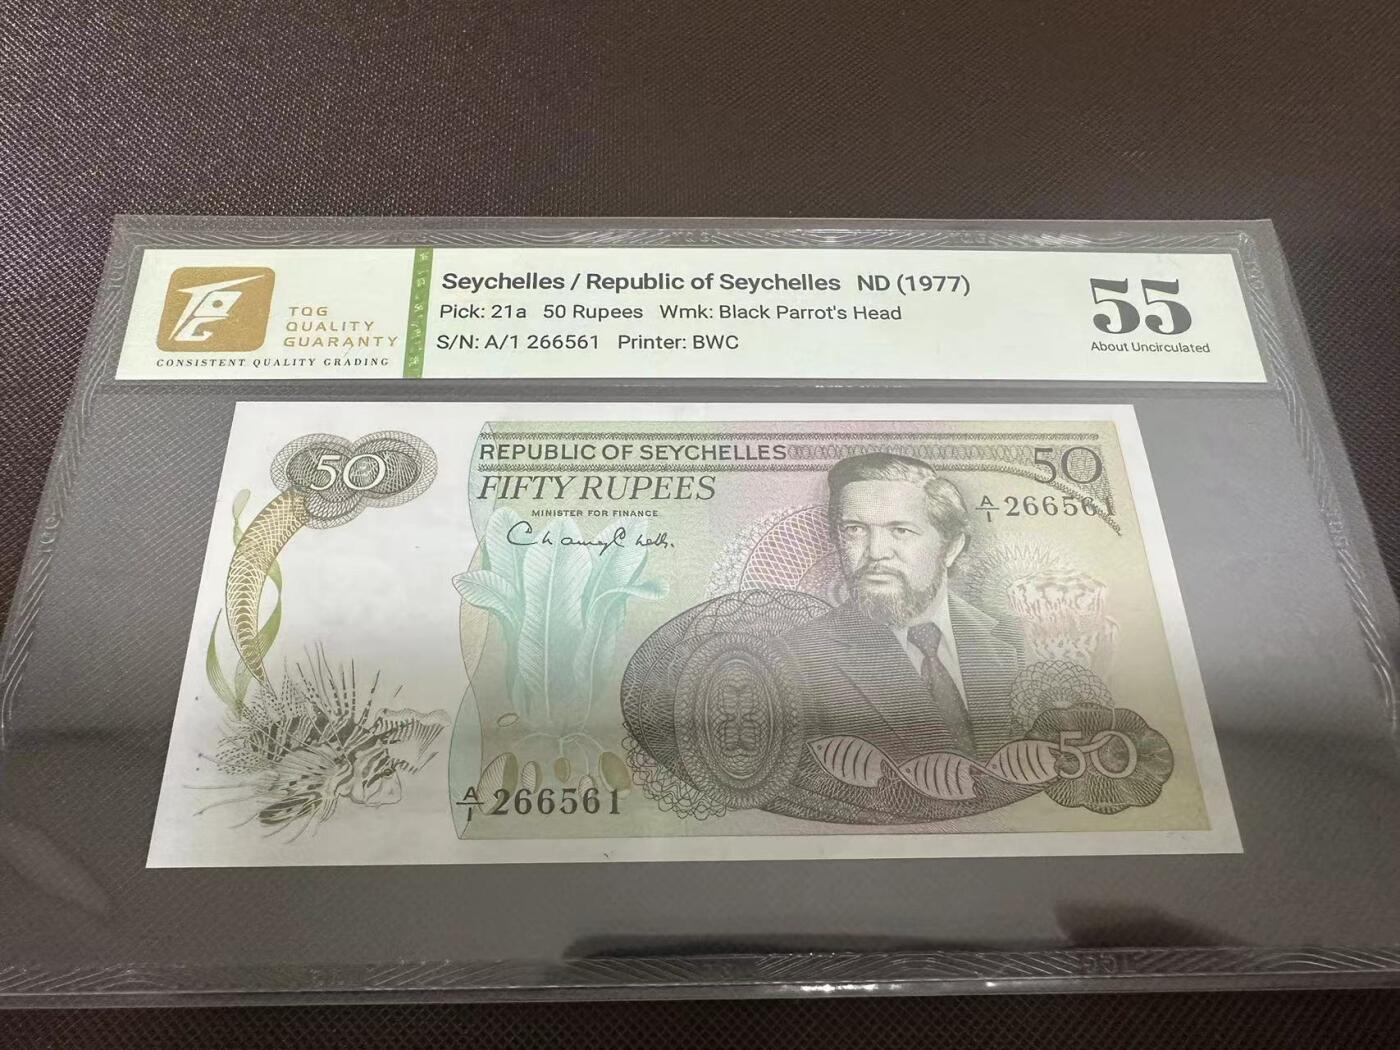 TQG
QUALITY
GUARANTY
CONSISTENT QUALITY GRADING
Seychelles / Republic of Seychelles ND (1977)
Pick: 21a 50 Rupees Wmk: Black Parrot's Head
S/N: A/1 266561 Printer: BWC
55
About Uncirculated
50
REPUBLIC OF SEYCHELLES
50
FIFTY RUPEES
A/1 266561
MINISTER FOR FINANCE
A/1 266561
50